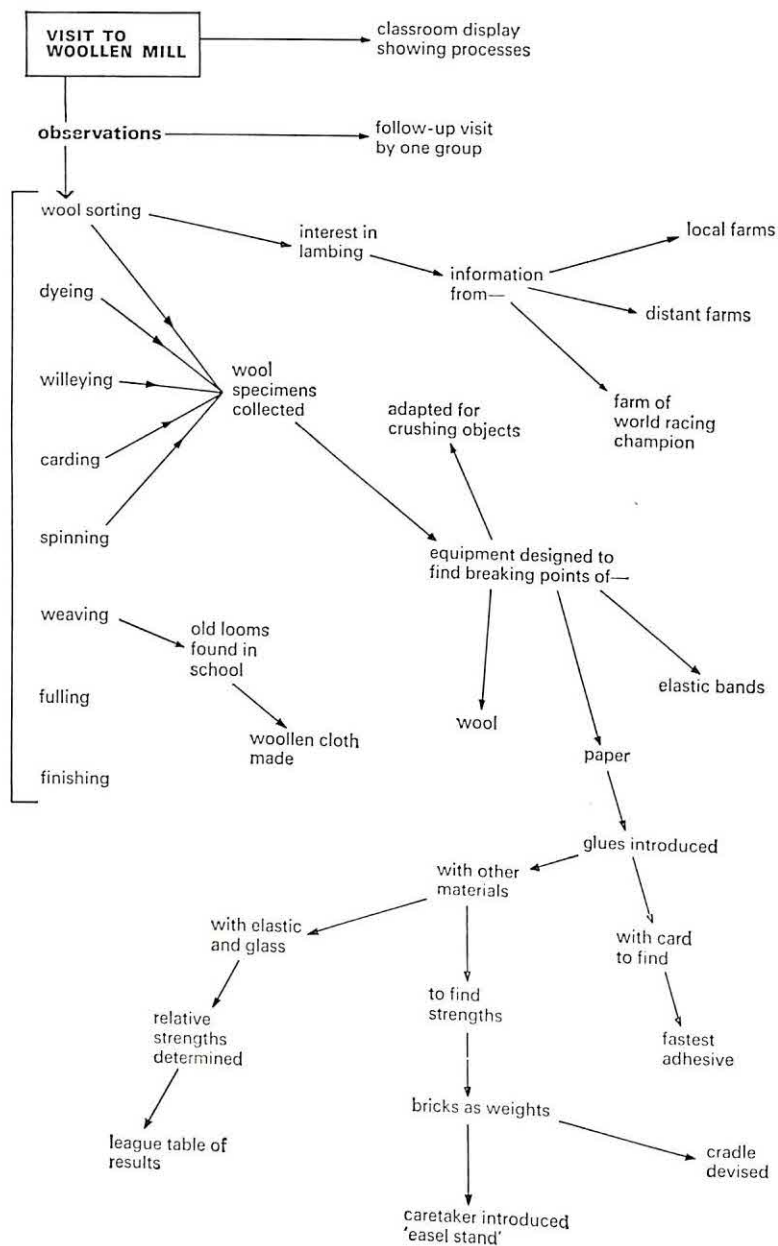 VISIT TO
WOOLLEN MILL
classroom display
showing processes
observations
follow-up visit
by one group
wool sorting
interest in
lambing
information
from—
local farms
distant farms
farm of
world racing
champion
dyeing
willeying
carding
spinning
wool
specimens
collected
adapted for
crushing objects
equipment designed to
find breaking points of—
weaving
old looms
found in
school
woollen cloth
made
fulling
finishing
wool
elastic bands
paper
glues introduced
with other
materials
with elastic
and glass
with card
to find
to find
strengths
relative
strengths
determined
fastest
adhesive
bricks as weights
league table of
results
cradle
devised
caretaker introduced
'easel stand'